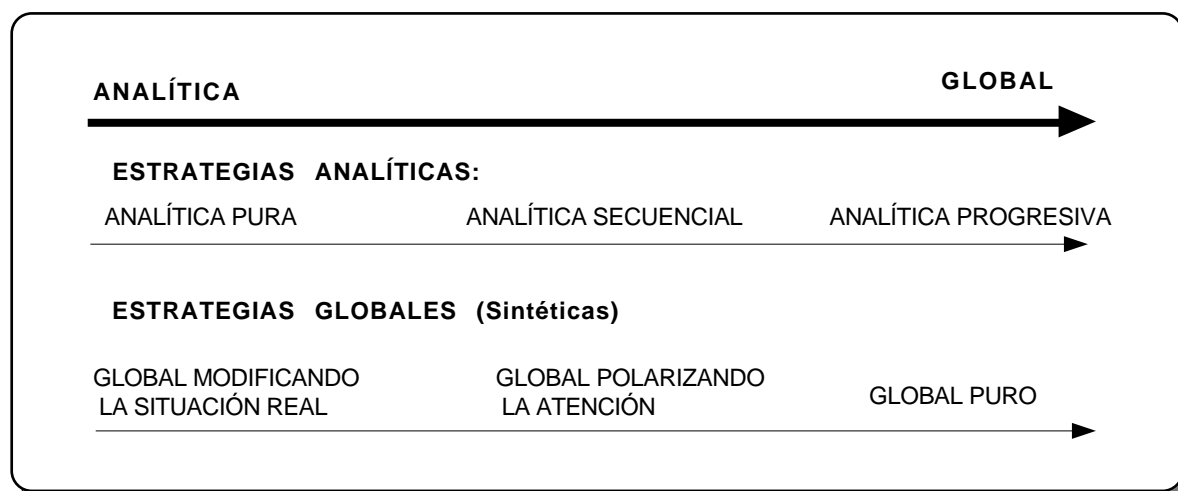 ANALÍTICA
GLOBAL
ESTRATEGIAS ANALÍTICAS:
ANALÍTICA PURA ANALÍTICA SECUENCIAL ANALÍTICA PROGRESIVA
ESTRATEGIAS GLOBALES (Sintéticas)
GLOBAL MODIFICANDO
LA SITUACIÓN REAL
GLOBAL POLARIZANDO
LA ATENCIÓN
GLOBAL PURO